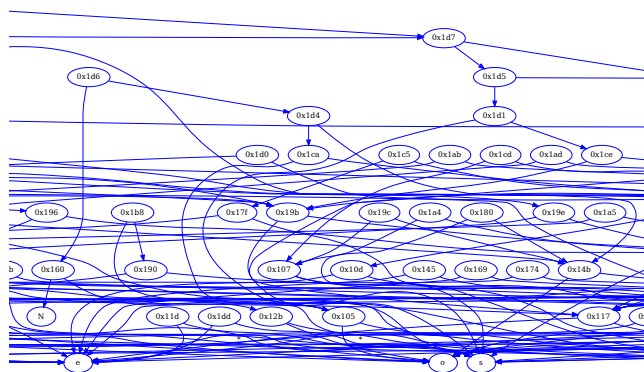 0x1d7
0x1d6 0x1d5
0x1d4 0x1d1
0x1d0 0x1ca 0x1c5 0x1ab 0x1cd 0x1ad 0x1ce
0x196 0x1b8 0x17f 0x19b 0x19c 0x1a4 0x180 0x19e 0x1a5
b 0x160 0x190 0x107 0x10d 0x145 0x169 0x174 0x14b
N 0x11d 0x1dd 0x12b 0x105 0x117
e o s